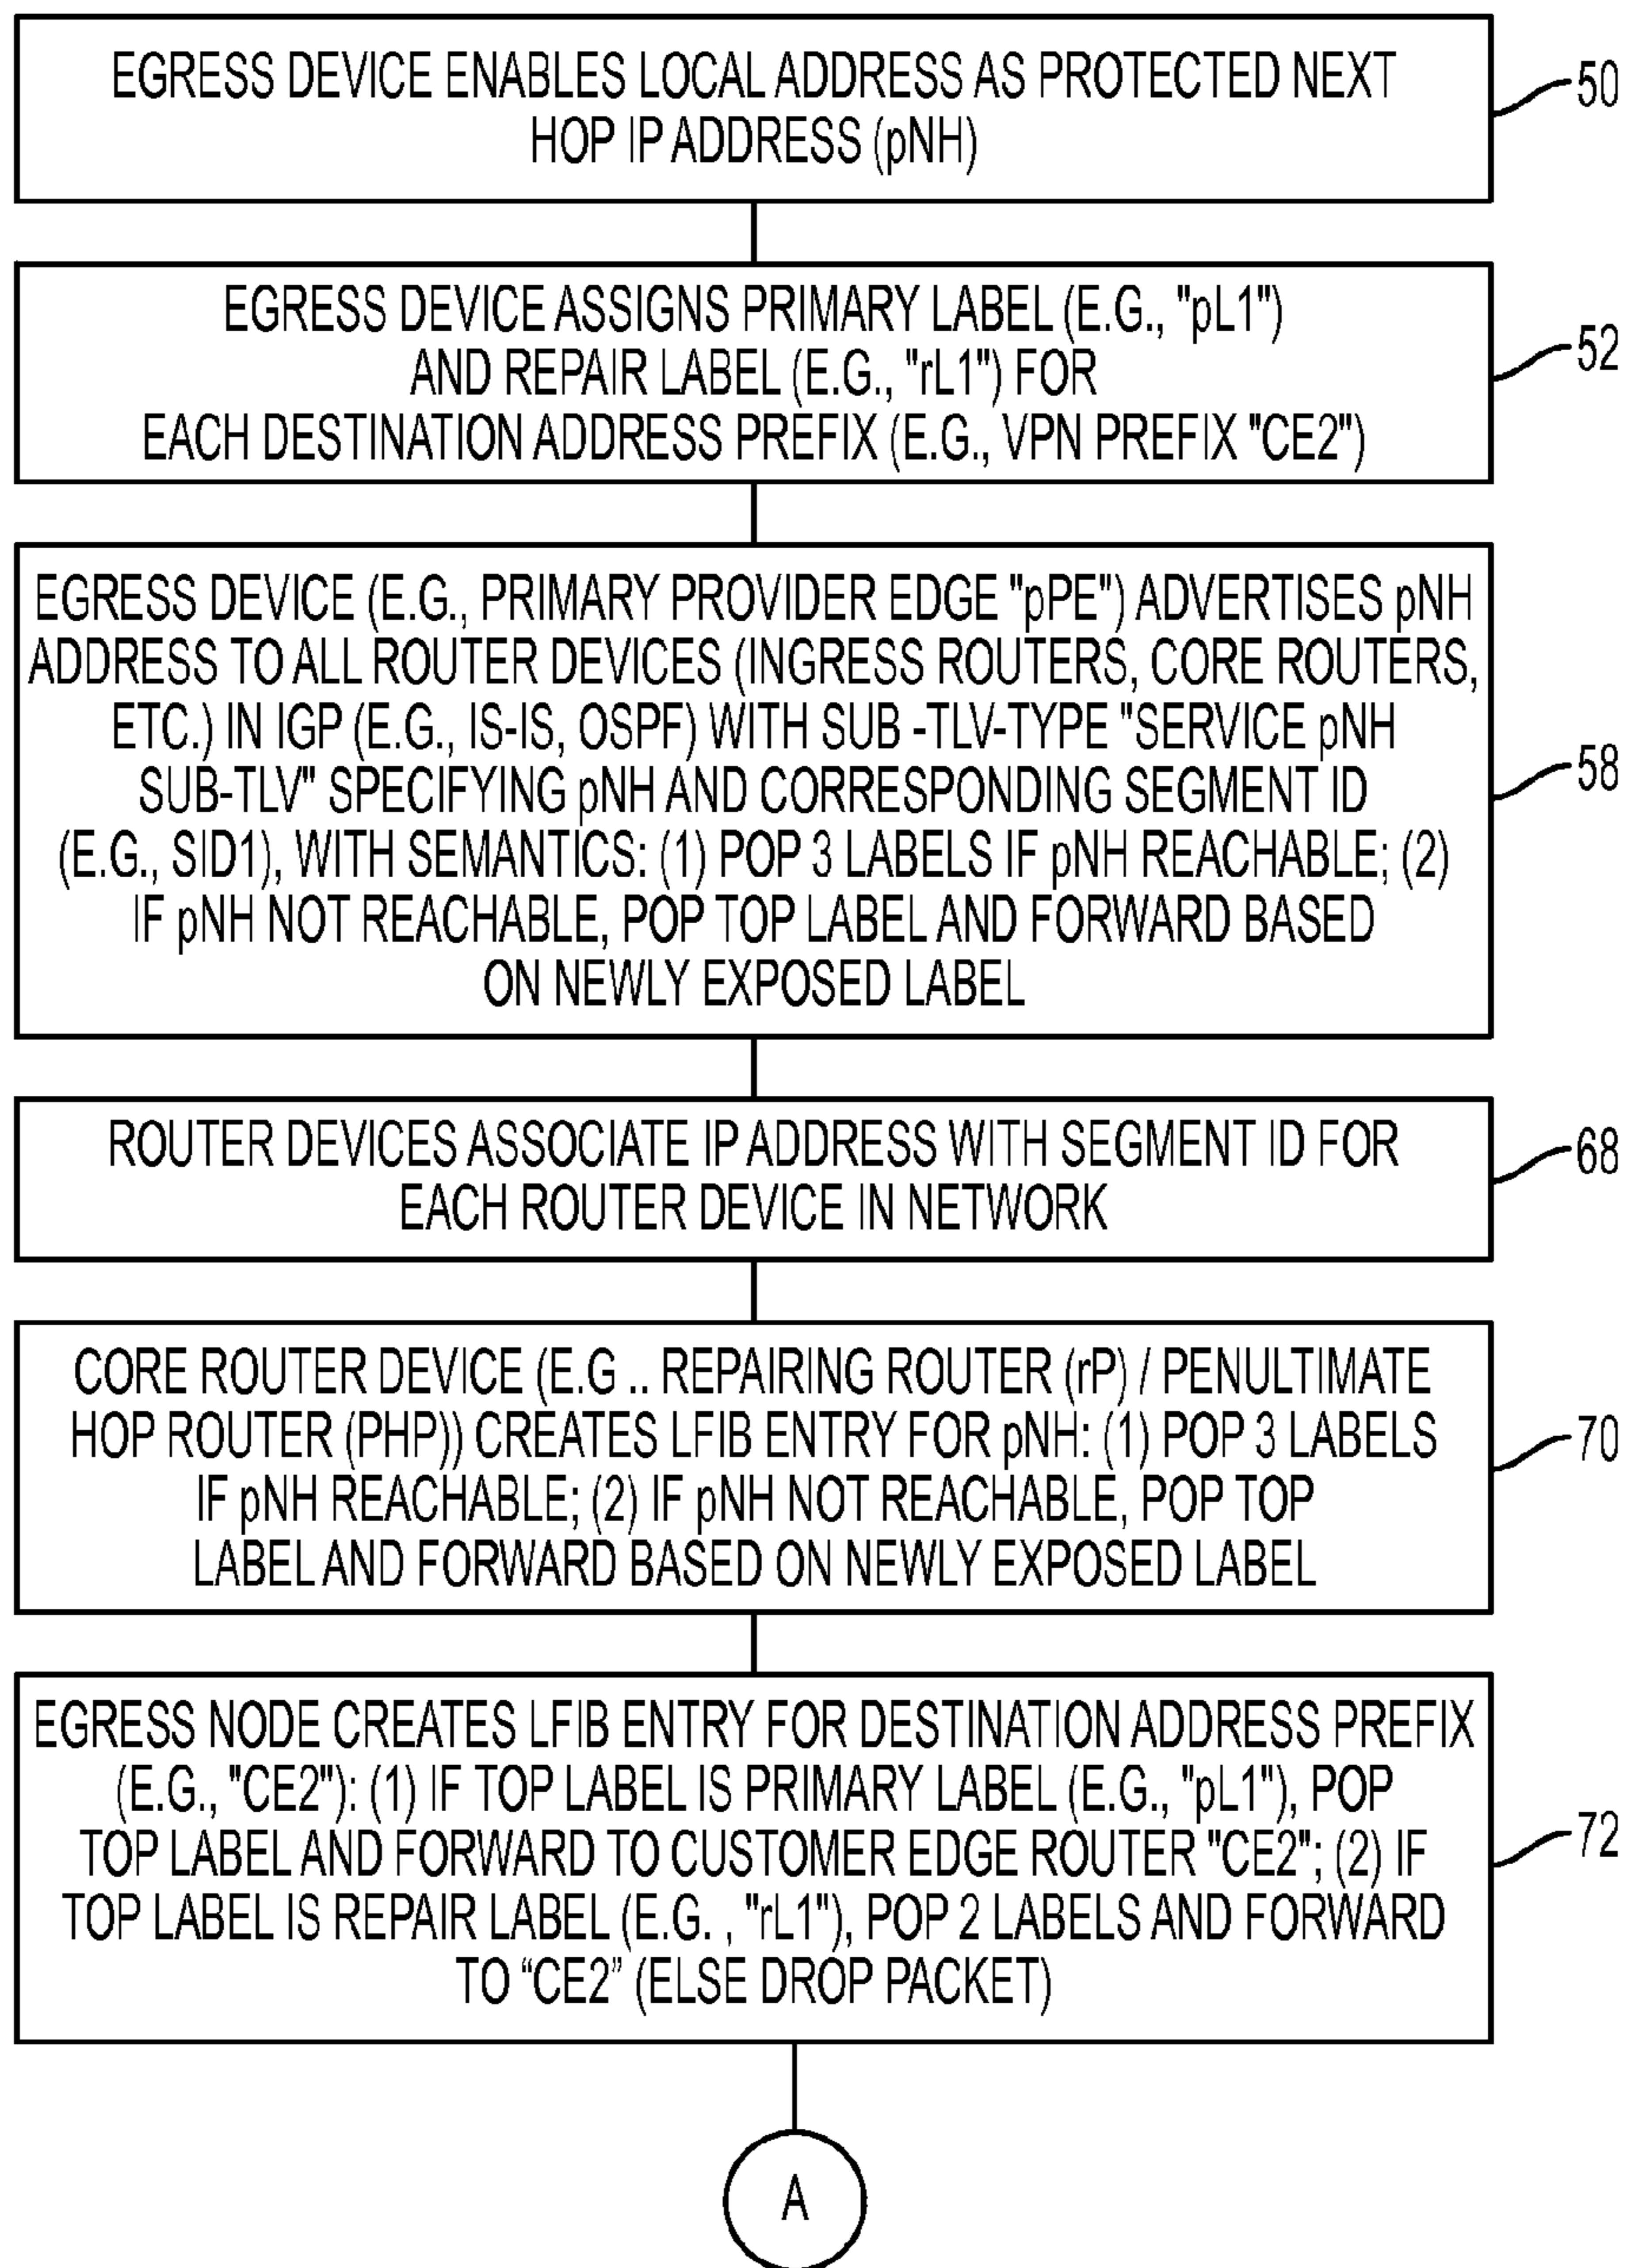 EGRESS DEVICE ENABLES LOCAL ADDRESS AS PROTECTED NEXT
HOP IP ADDRESS (pNH)
50
EGRESS DEVICE ASSIGNS PRIMARY LABEL (E.G., "pL1")
AND REPAIR LABEL (E.G., "rL1") FOR
EACH DESTINATION ADDRESS PREFIX (E.G., VPN PREFIX "CE2")
52
EGRESS DEVICE (E.G., PRIMARY PROVIDER EDGE "pPE") ADVERTISES pNH
ADDRESS TO ALL ROUTER DEVICES (INGRESS ROUTERS, CORE ROUTERS,
ETC.) IN IGP (E.G., IS-IS, OSPF) WITH SUB -TLV-TYPE "SERVICE pNH
SUB-TLV" SPECIFYING pNH AND CORRESPONDING SEGMENT ID
(E.G., SID1), WITH SEMANTICS: (1) POP 3 LABELS IF pNH REACHABLE; (2)
IF pNH NOT REACHABLE, POP TOP LABEL AND FORWARD BASED
ON NEWLY EXPOSED LABEL
58
ROUTER DEVICES ASSOCIATE IP ADDRESS WITH SEGMENT ID FOR
EACH ROUTER DEVICE IN NETWORK
68
CORE ROUTER DEVICE (E.G .. REPAIRING ROUTER (rP) / PENULTIMATE
HOP ROUTER (PHP)) CREATES LFIB ENTRY FOR pNH: (1) POP 3 LABELS
IF pNH REACHABLE; (2) IF pNH NOT REACHABLE, POP TOP
LABEL AND FORWARD BASED ON NEWLY EXPOSED LABEL
70
EGRESS NODE CREATES LFIB ENTRY FOR DESTINATION ADDRESS PREFIX
(E.G., "CE2"): (1) IF TOP LABEL IS PRIMARY LABEL (E.G., "pL1"), POP
TOP LABEL AND FORWARD TO CUSTOMER EDGE ROUTER "CE2"; (2) IF
TOP LABEL IS REPAIR LABEL (E.G. , "rL1"), POP 2 LABELS AND FORWARD
TO “CE2” (ELSE DROP PACKET)
72
A